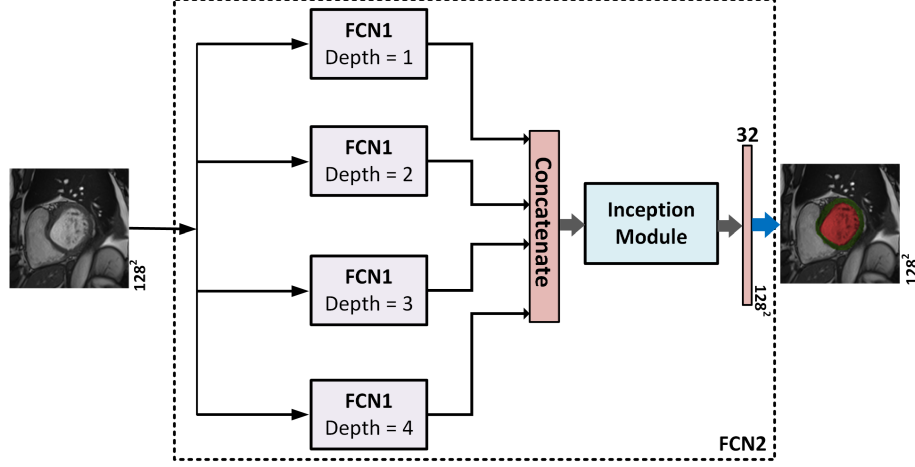 FCN1
Depth = 1
FCN1
Depth = 2
FCN1
Depth = 3
FCN1
Depth = 4
128²
Concatenate
Inception
Module
32
128²
128²
FCN2